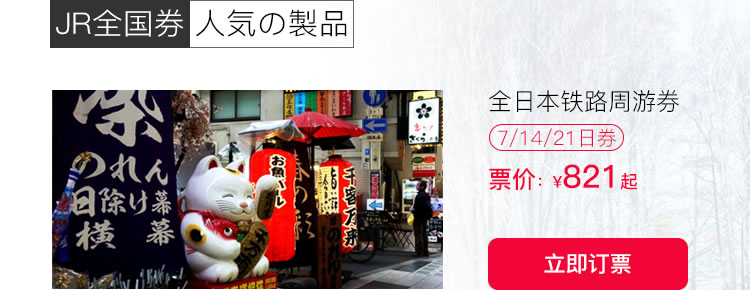 JR全国券 人気の製品
全日本铁路周游券
7/14/21日券
票价：¥821起
立即订票
染
のれん
日除け幕
横幕
お魚バル
千客万来